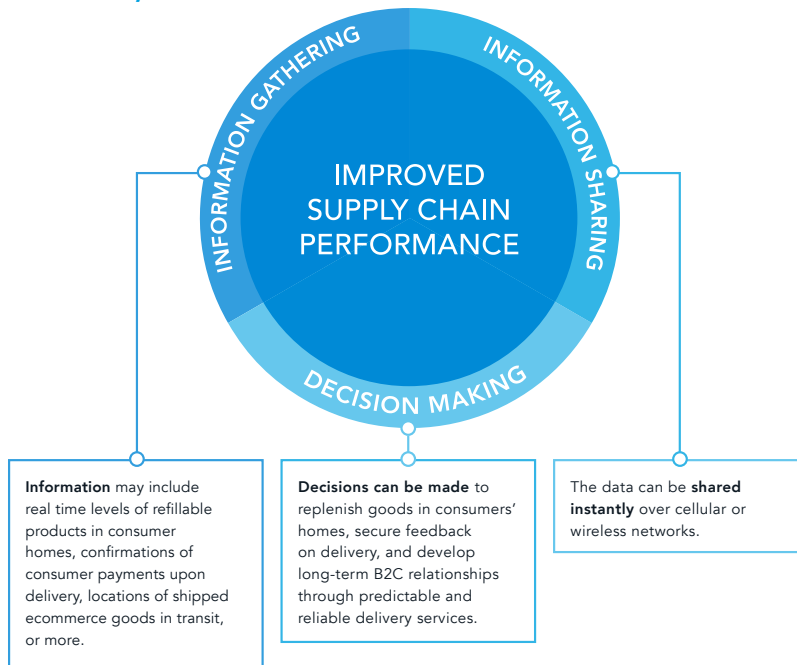 INFORMATION GATHERING
INFORMATION SHARING
IMPROVED
SUPPLY CHAIN
PERFORMANCE
DECISION MAKING
Information may include
real time levels of refillable
products in consumer
homes, confirmations of
consumer payments upon
delivery, locations of shipped
ecommerce goods in transit,
or more.
Decisions can be made to
replenish goods in consumers’
homes, secure feedback
on delivery, and develop
long-term B2C relationships
through predictable and
reliable delivery services.
The data can be shared
instantly over cellular or
wireless networks.